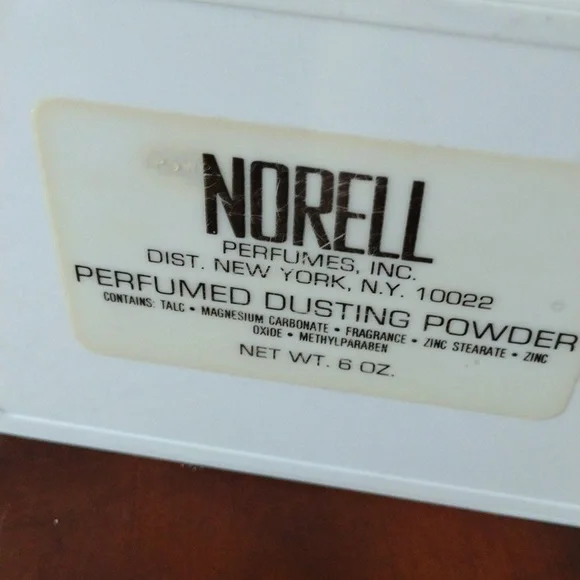 NORELL
PERFUMES, INC.
DIST. NEW YORK, N.Y. 10022
PERFUMED DUSTING POWDER
CONTAINS: TALC • MAGNESIUM CARBONATE • FRAGRANCE • ZINC STEARATE • ZINC
OXIDE • METHYLPARABEN
NET WT. 6 OZ.